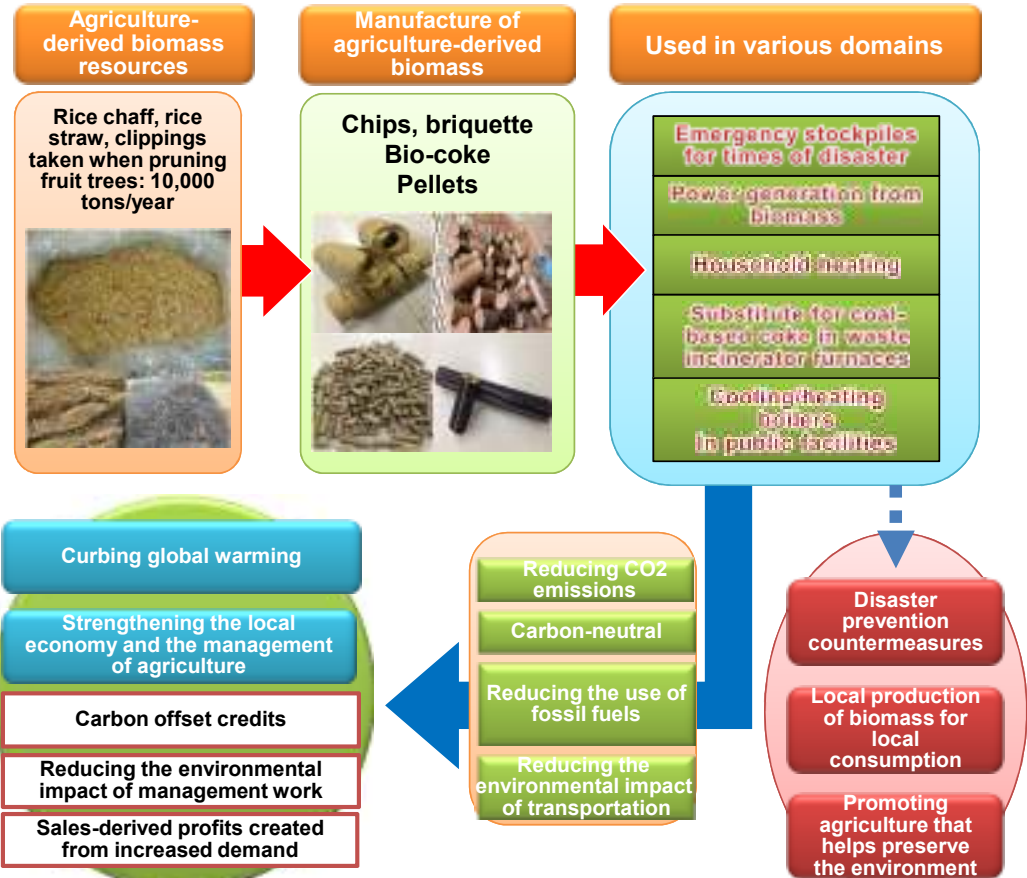 Agriculture-
derived biomass
resources
Manufacture of
agriculture-derived
biomass
Used in various domains
Rice chaff, rice
straw, clippings
taken when pruning
fruit trees: 10,000
tons/year
Chips, briquette
Bio-coke
Pellets
Emergency stockpiles
for times of disaster
Power generation from
biomass
Household heating
Substitute for coal-
based coke in waste
incinerator furnaces
Cooling/heating
boilers
in public facilities
Curbing global warming
Strengthening the local
economy and the management
of agriculture
Carbon offset credits
Reducing the environmental
impact of management work
Sales-derived profits created
from increased demand
Reducing CO2
emissions
Carbon-neutral
Reducing the use of
fossil fuels
Reducing the
environmental impact
of transportation
Disaster
prevention
countermeasures
Local production
of biomass for
local
consumption
Promoting
agriculture that
helps preserve
the environment